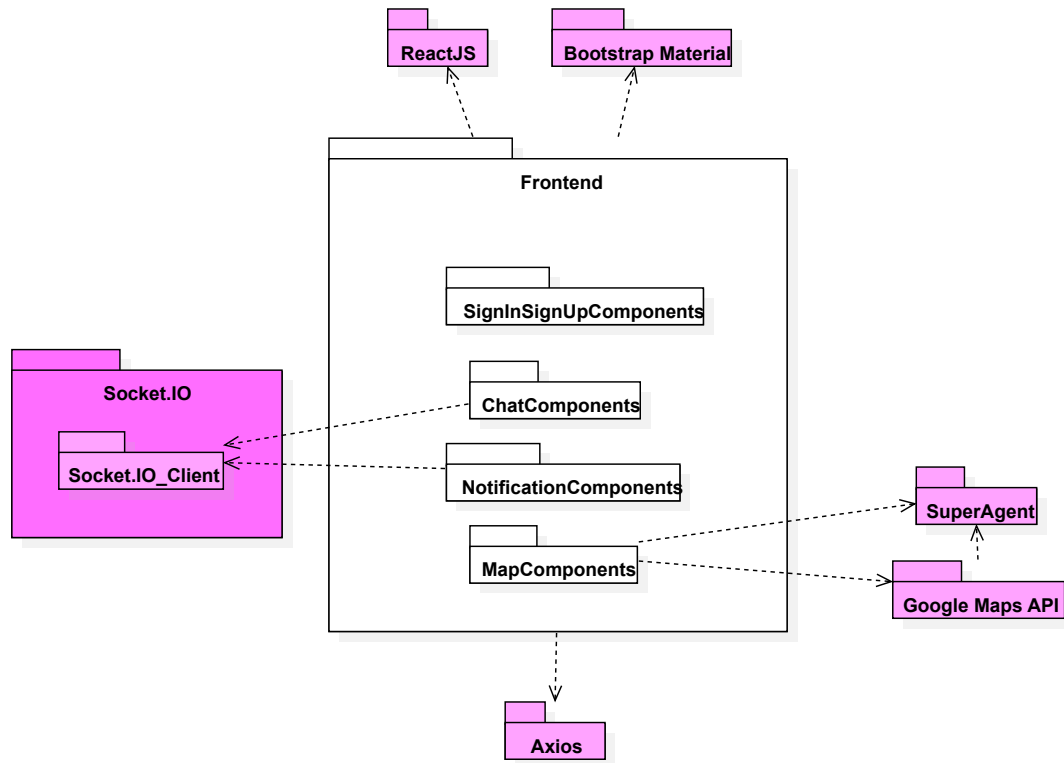 ReactJS
Bootstrap Material
Frontend
SignInSignUpComponents
Socket.IO
ChatComponents
Socket.IO_Client
NotificationComponents
SuperAgent
MapComponents
Google Maps API
Axios